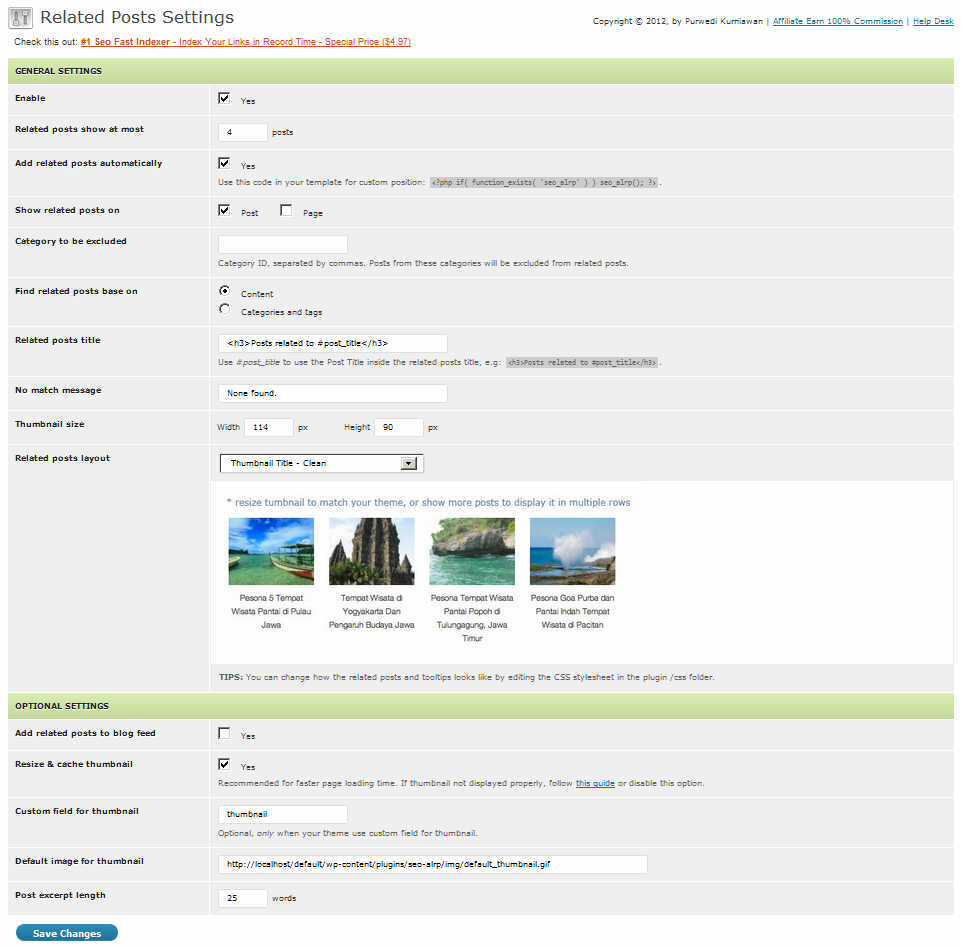 Related Posts Settings
Copyright © 2012, by Purwedi Kurniawan | Affiliate Earn 100% Commission | Help Desk
Check this out: #1 Seo Fast Indexer - Index Your Links in Record Time - Special Price ($4.97)
GENERAL SETTINGS
Enable
Yes
Related posts show at most
4 posts
Add related posts automatically
Yes
Use this code in your template for custom position: <?php if( function_exists( 'seo_alrp' ) ) seo_alrp(); ?> .
Show related posts on
Post Page
Category to be excluded
Category ID, separated by commas. Posts from these categories will be excluded from related posts.
Find related posts base on
Content
Categories and tags
Related posts title
<h3>Posts related to #post_title</h3>
Use #post_title to use the Post Title inside the related posts title, e.g: <h3>Posts related to #post_title</h3> .
No match message
None found.
Thumbnail size
Width 114 px Height 90 px
Related posts layout
Thumbnail Title - Clean
* resize tumbnail to match your theme, or show more posts to display it in multiple rows
Pesona 5 Tempat
Wisata Pantai di Pulau
Jawa
Tempat Wisata di
Yogyakarta Dan
Pengaruh Budaya Jawa
Pesona Tempat Wisata
Pantai Popoh di
Tulungagung, Jawa
Timur
Pesona Goa Purba dan
Pantai Indah Tempat
Wisata di Pacitan
TIPS: You can change how the related posts and tooltips looks like by editing the CSS stylesheet in the plugin /css folder.
OPTIONAL SETTINGS
Add related posts to blog feed
Yes
Resize & cache thumbnail
Yes
Recommended for faster page loading time. If thumbnail not displayed properly, follow this guide or disable this option.
Custom field for thumbnail
thumbnail
Optional, only when your theme use custom field for thumbnail.
Default image for thumbnail
http://localhost/default/wp-content/plugins/seo-alrp/img/default_thumbnail.gif
Post excerpt length
25 words
Save Changes